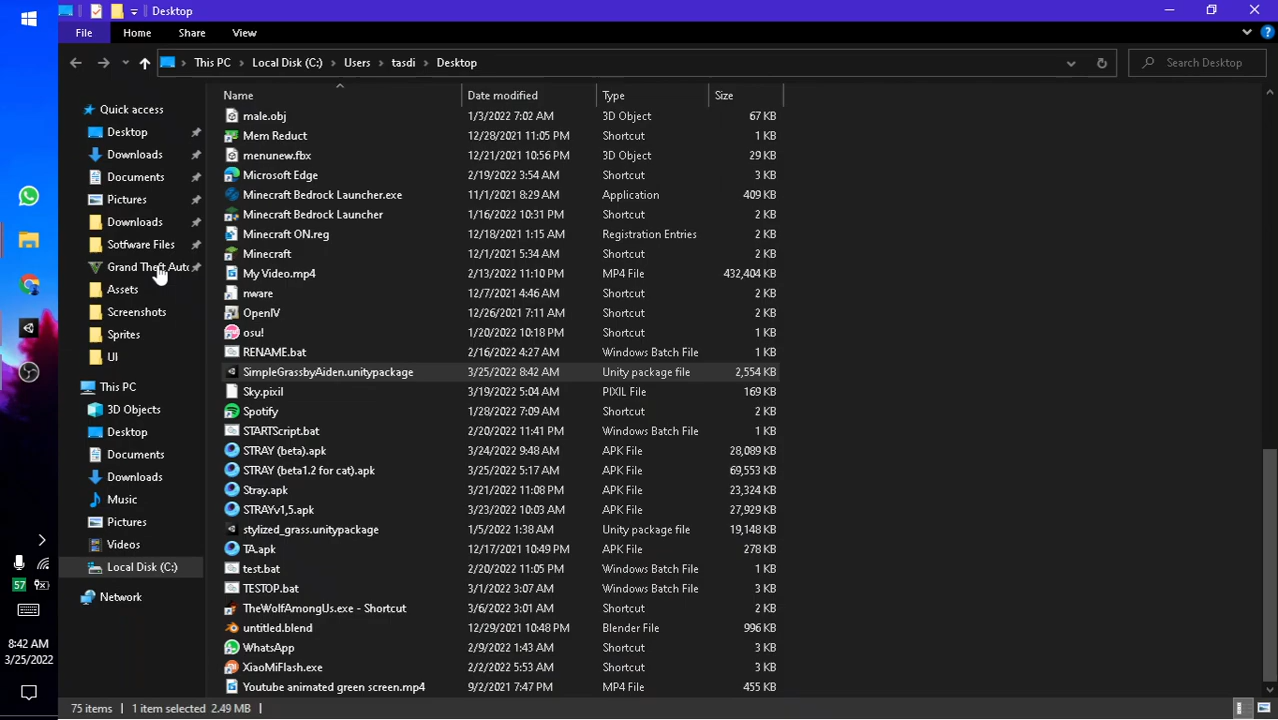 Desktop
File Home Share View
This PC Local Disk (C:) Users tasdi Desktop Search Desktop
Quick access
Desktop
Downloads
Documents
Pictures
Downloads
Sotfware Files
Grand Theft Auto
Assets
Screenshots
Sprites
UI
This PC
3D Objects
Desktop
Documents
Downloads
Music
Pictures
Videos
Local Disk (C:)
Network
Name Date modified Type Size
male.obj 1/3/2022 7:02 AM 3D Object 67 KB
Mem Reduct 12/28/2021 11:05 PM Shortcut 1 KB
menunew.fbx 12/21/2021 10:56 PM 3D Object 29 KB
Microsoft Edge 2/19/2022 3:54 AM Shortcut 3 KB
Minecraft Bedrock Launcher.exe 11/1/2021 8:29 AM Application 409 KB
Minecraft Bedrock Launcher 1/16/2022 10:31 PM Shortcut 2 KB
Minecraft ON.reg 12/18/2021 1:15 AM Registration Entries 2 KB
Minecraft 12/1/2021 5:34 AM Shortcut 2 KB
My Video.mp4 2/13/2022 11:10 PM MP4 File 432,404 KB
nware 12/7/2021 4:46 AM Shortcut 2 KB
OpenIV 12/26/2021 7:11 AM Shortcut 2 KB
osu! 1/20/2022 10:18 PM Shortcut 2 KB
RENAME.bat 2/16/2022 4:27 AM Windows Batch File 1 KB
SimpleGrassbyAiden.unitypackage 3/25/2022 8:42 AM Unity package file 2,554 KB
Sky.pixil 3/19/2022 5:04 AM PIXIL File 169 KB
Spotify 1/28/2022 7:09 AM Shortcut 2 KB
STARTScript.bat 2/20/2022 11:41 PM Windows Batch File 1 KB
STRAY (beta).apk 3/24/2022 9:48 AM APK File 28,089 KB
STRAY (beta1.2 for cat).apk 3/25/2022 5:17 AM APK File 69,553 KB
Stray.apk 3/21/2022 11:08 PM APK File 23,324 KB
STRAYv1,5.apk 3/23/2022 10:03 AM APK File 27,929 KB
stylized_grass.unitypackage 1/5/2022 1:38 AM Unity package file 19,148 KB
TA.apk 12/17/2021 10:49 PM APK File 278 KB
test.bat 2/20/2022 11:05 PM Windows Batch File 1 KB
TESTOP.bat 3/1/2022 3:07 AM Windows Batch File 3 KB
TheWolfAmongUs.exe - Shortcut 3/6/2022 3:01 AM Shortcut 2 KB
untitled.blend 12/29/2021 10:48 PM Blender File 996 KB
WhatsApp 2/9/2022 1:43 AM Shortcut 3 KB
XiaoMiFlash.exe 2/2/2022 5:53 AM Shortcut 3 KB
Youtube animated green screen.mp4 9/2/2021 7:47 PM MP4 File 455 KB
57
8:42 AM
3/25/2022
75 items 1 item selected 2.49 MB